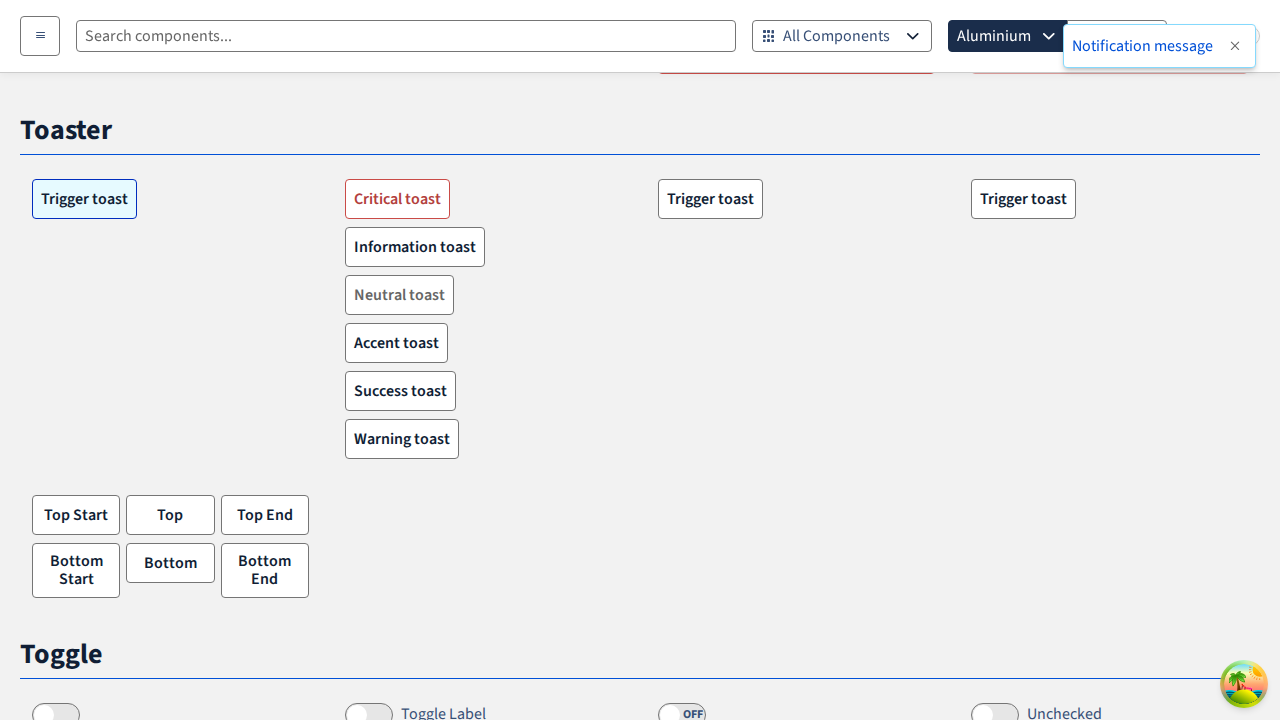 Search components...
All Components
Aluminium
Notification message
Toaster
Trigger toast
Critical toast
Trigger toast
Trigger toast
Information toast
Neutral toast
Accent toast
Success toast
Warning toast
Top Start
Top
Top End
Bottom
Start
Bottom
Bottom
End
Toggle
Toggle Label
OFF
Unchecked